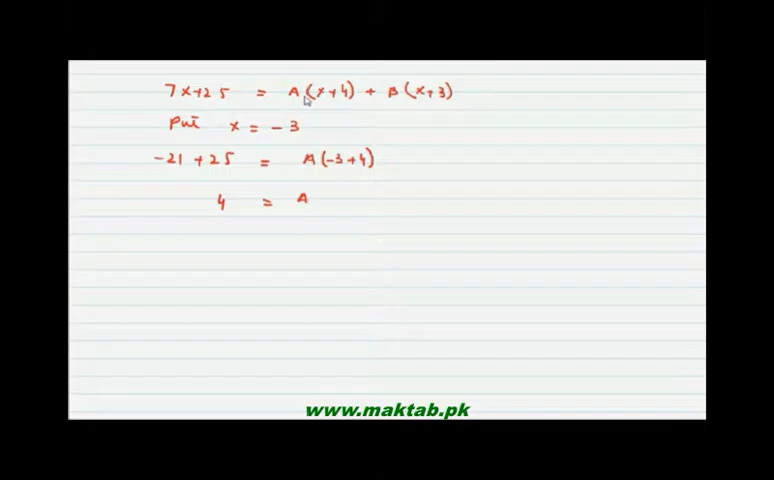 7x+25 = A(x+4) + B(x+3)
Put x = -3
-21 + 25 = A(-3+4)
4 = A
www.maktab.pk